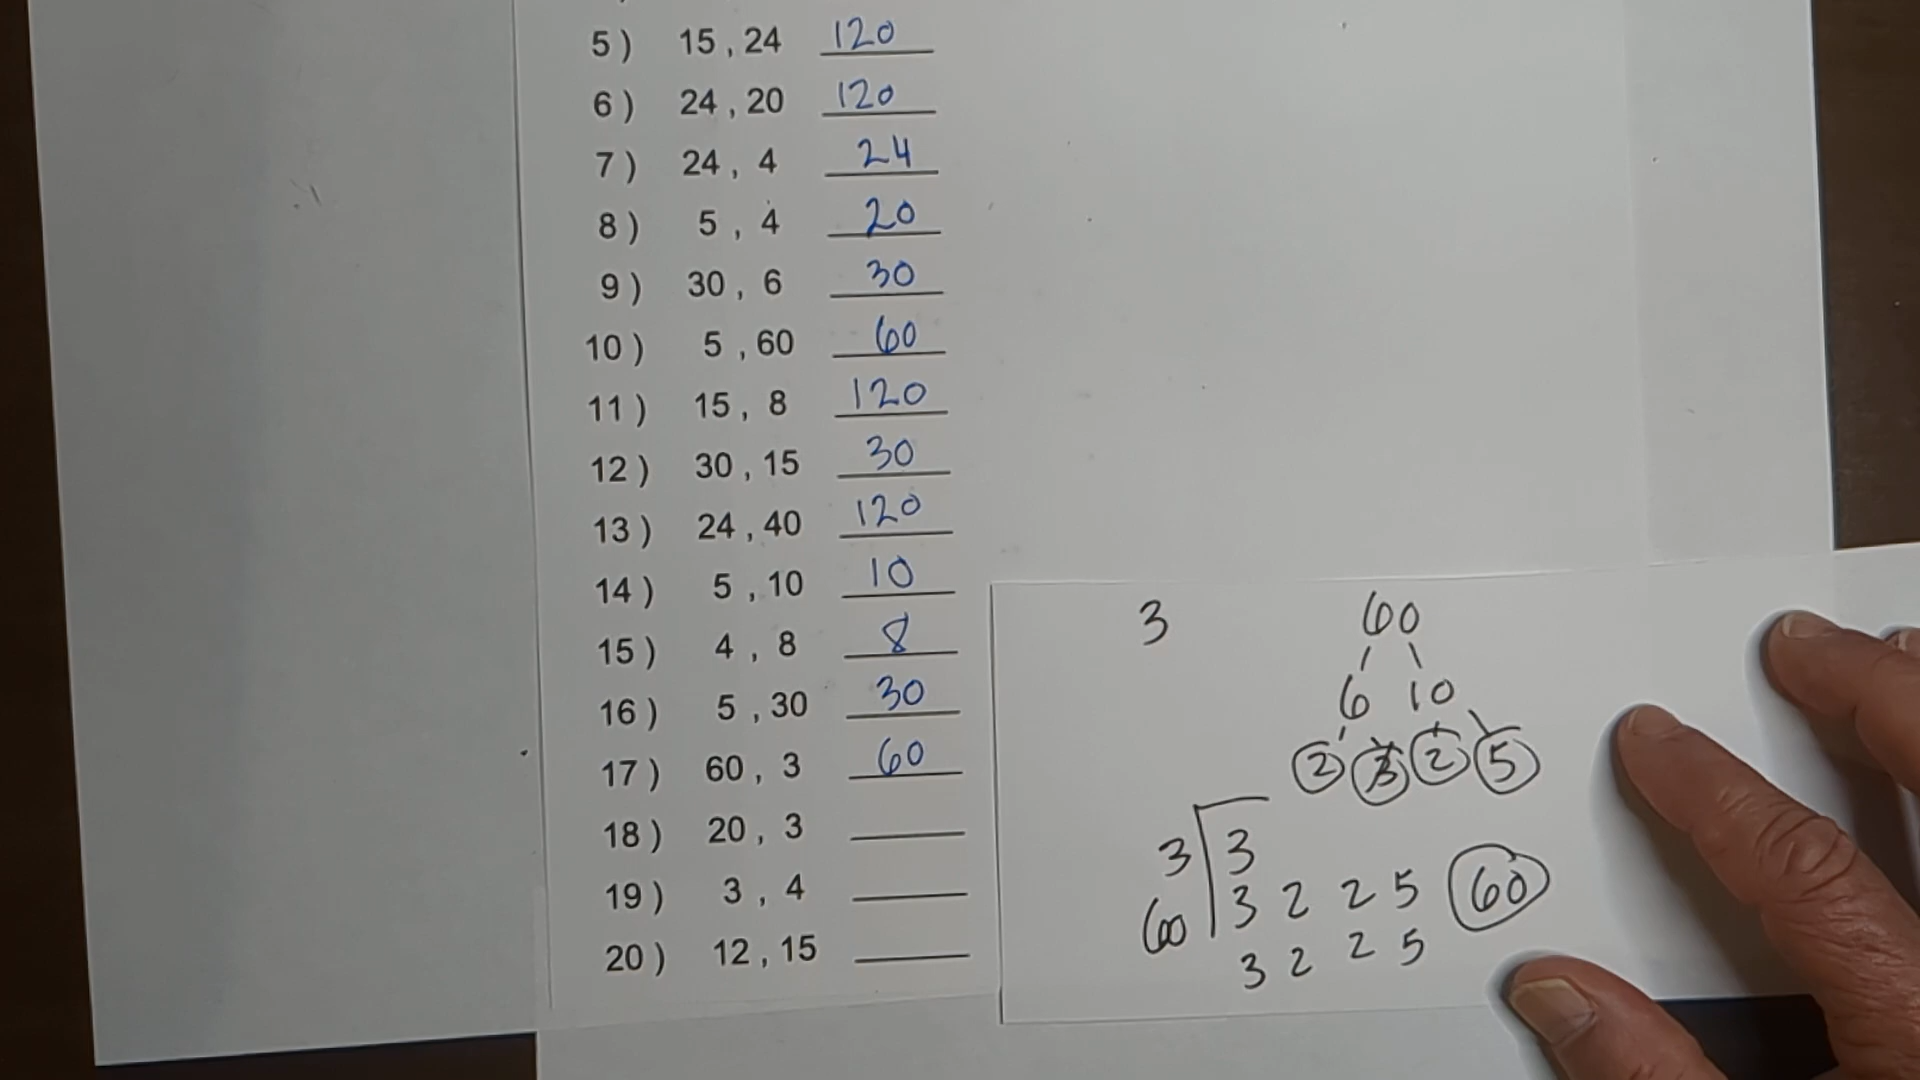 5) 15, 24 120
6) 24, 20 120
7) 24, 4 24
8) 5, 4 20
9) 30, 6 30
10) 5, 60 60
11) 15, 8 120
12) 30, 15 30
13) 24, 40 120
14) 5, 10 10
15) 4, 8 8
16) 5, 30 30
17) 60, 3 60
18) 20, 3
19) 3, 4
20) 12, 15
3 60
6 10
2 3 2 5
3 3
60 3 2 2 5 60
3 2 2 5